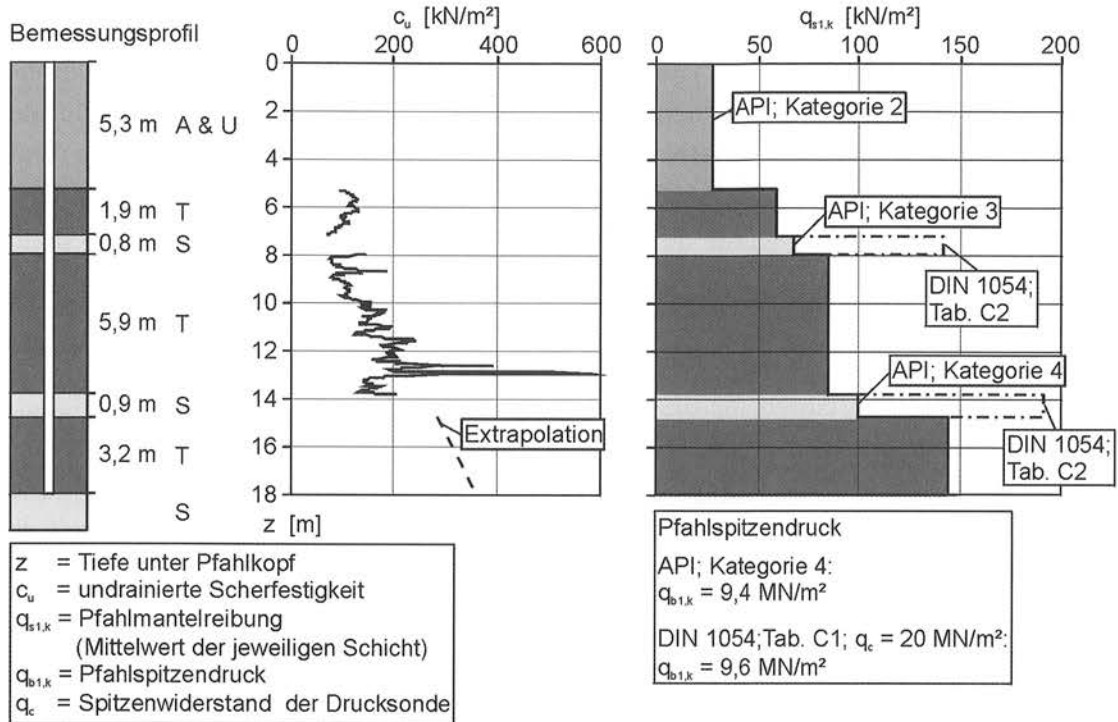 Bemessungsprofil
5,3 m A & U
1,9 m T
0,8 m S
5,9 m T
0,9 m S
3,2 m T
S
c_u [kN/m²]
0 200 400 600
0
2
4
6
8
10
12
14
16
18
z [m]
Extrapolation
q_s1,k [kN/m²]
0 50 100 150 200
API; Kategorie 2
API; Kategorie 3
DIN 1054;
Tab. C2
API; Kategorie 4
DIN 1054;
Tab. C2
z = Tiefe unter Pfahlkopf
c_u = undrainierte Scherfestigkeit
q_s1,k = Pfahlmantelreibung
(Mittelwert der jeweiligen Schicht)
q_b1,k = Pfahlspitzendruck
q_c = Spitzenwiderstand der Drucksonde
Pfahlspitzendruck
API; Kategorie 4:
q_b1,k = 9,4 MN/m²
DIN 1054;Tab. C1; q_c = 20 MN/m²:
q_b1,k = 9,6 MN/m²